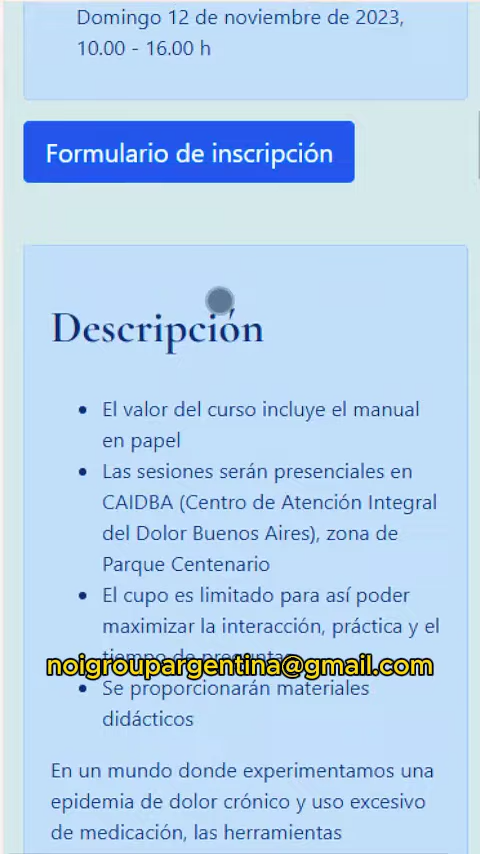 Domingo 12 de noviembre de 2023,
10.00 - 16.00 h
Formulario de inscripción
Descripción
El valor del curso incluye el manual
en papel
Las sesiones serán presenciales en
CAIDBA (Centro de Atención Integral
del Dolor Buenos Aires), zona de
Parque Centenario
El cupo es limitado para así poder
maximizar la interacción, práctica y el
tiempo de preguntas
noigroupargentina@gmail.com
Se proporcionarán materiales
didácticos
En un mundo donde experimentamos una
epidemia de dolor crónico y uso excesivo
de medicación, las herramientas